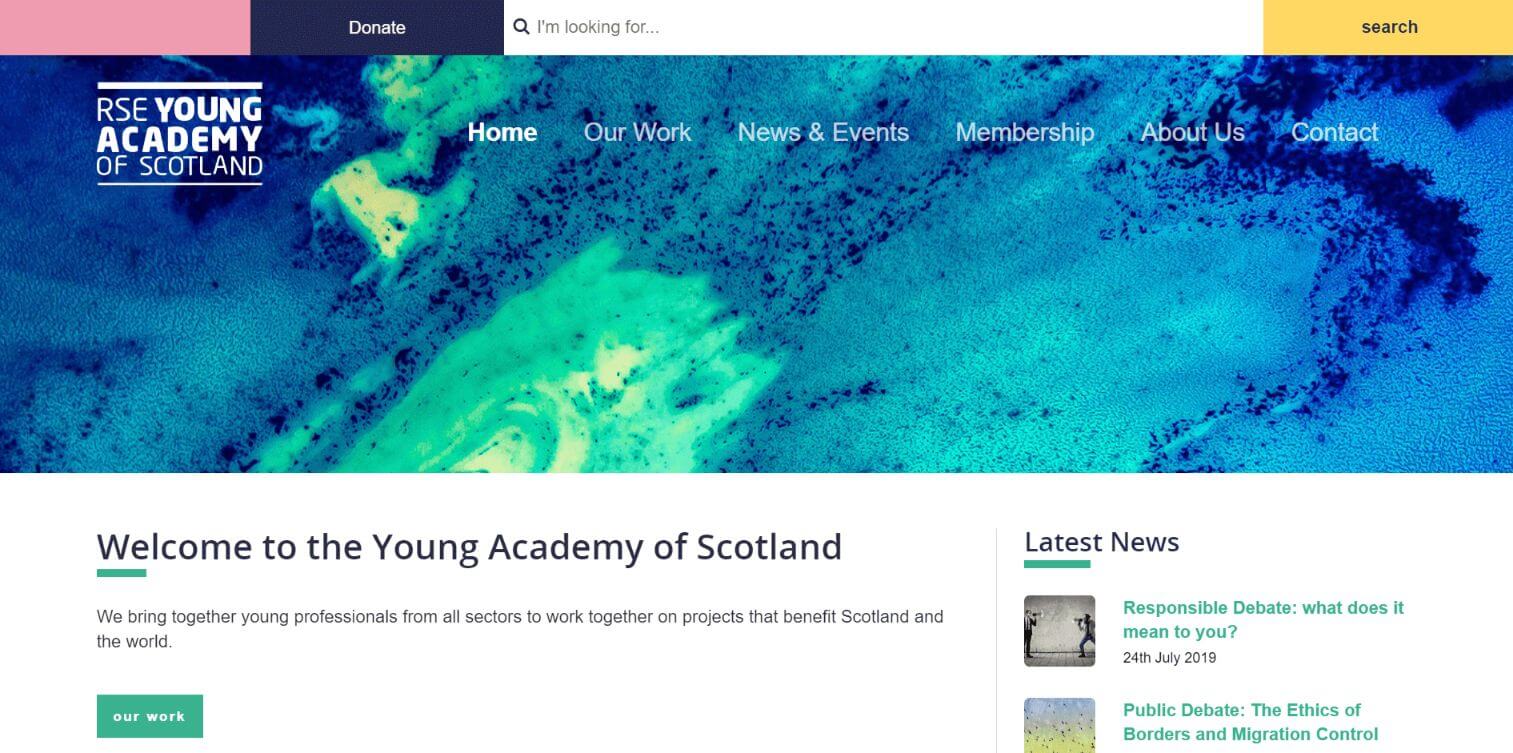 Donate
I'm looking for...
search
RSE YOUNG
ACADEMY
OF SCOTLAND
Home
Our Work
News & Events
Membership
About Us
Contact
Welcome to the Young Academy of Scotland
We bring together young professionals from all sectors to work together on projects that benefit Scotland and
the world.
our work
Latest News
Responsible Debate: what does it
mean to you?
24th July 2019
Public Debate: The Ethics of
Borders and Migration Control